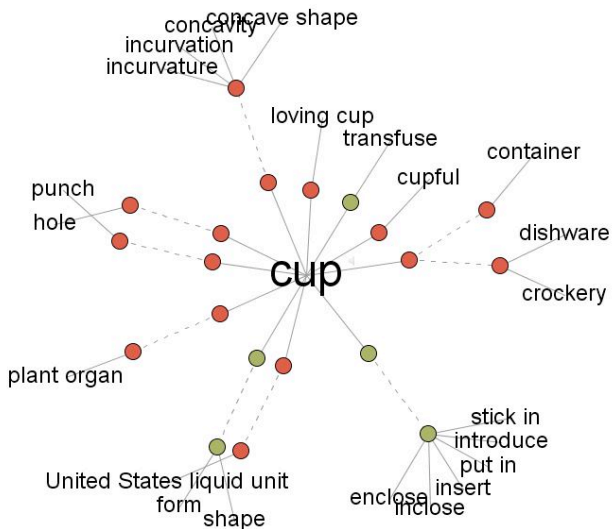 concave shape
concavity
incurvation
incurvature
loving cup
transfuse
container
cupful
punch
hole
dishware
cup
crockery
plant organ
stick in
introduce
put in
United States liquid unit
insert
enclose
inclose
form
shape